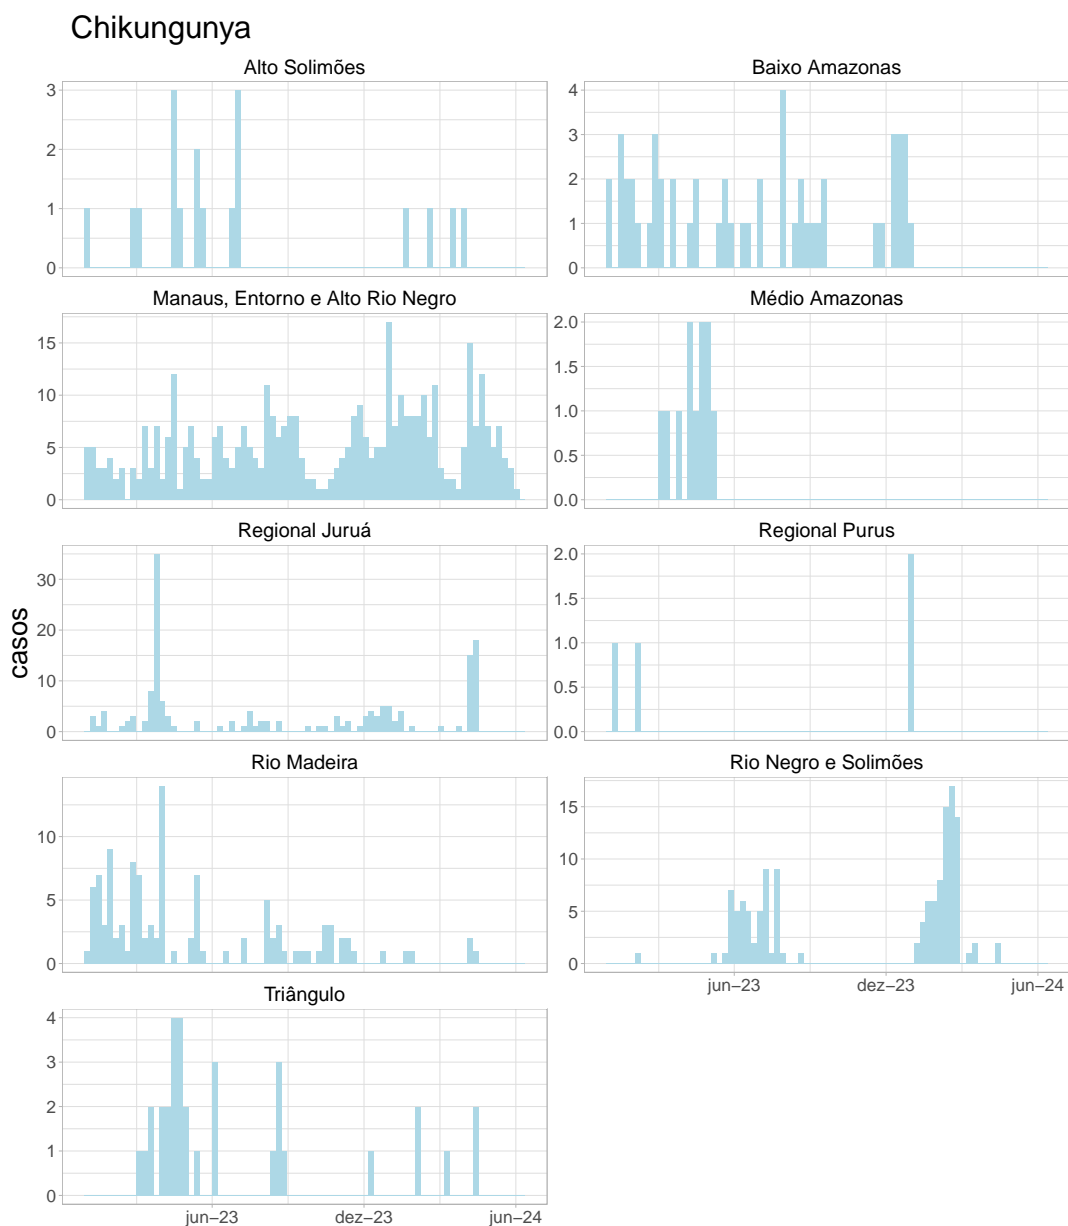 Chikungunya
Alto Solimões
Baixo Amazonas
3
2
1
0
4
3
2
1
0
Manaus, Entorno e Alto Rio Negro
Médio Amazonas
15
10
5
0
2.0
1.5
1.0
0.5
0.0
Regional Juruá
Regional Purus
30
20
10
0
2.0
1.5
1.0
0.5
0.0
casos
Rio Madeira
Rio Negro e Solimões
10
5
0
15
10
5
0
jun−23
dez−23
jun−24
Triângulo
4
3
2
1
0
jun−23
dez−23
jun−24